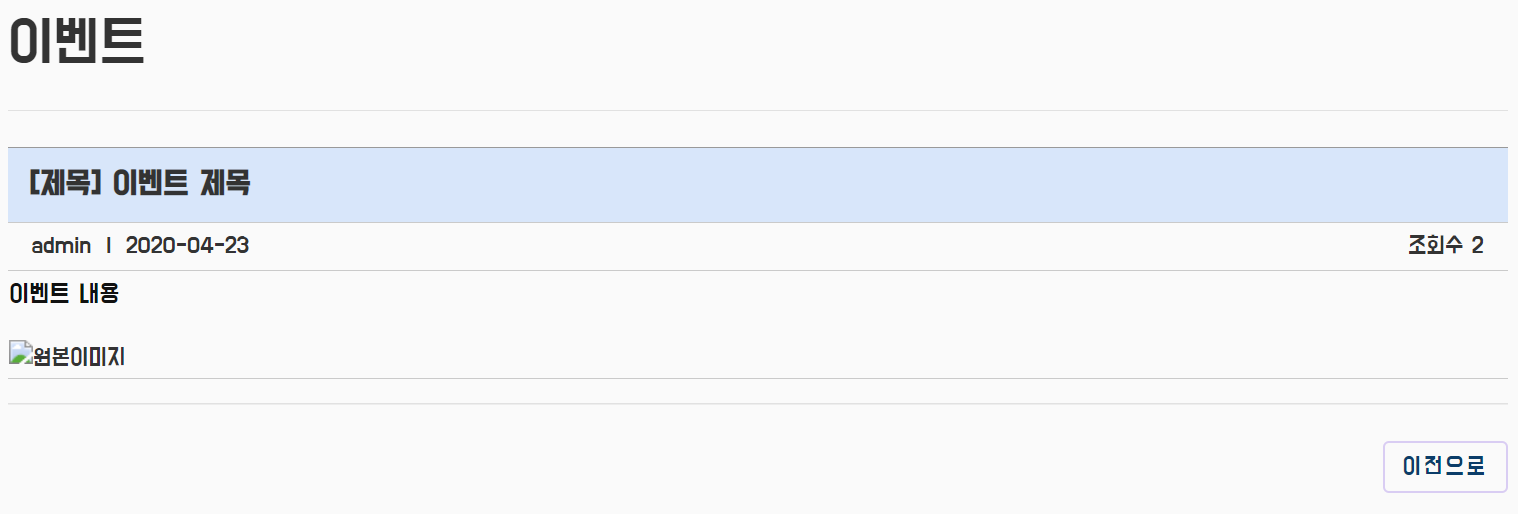 이벤트
[제목] 이벤트 제목
admin | 2020-04-23 조회수 2
이벤트 내용
원본이미지
이전으로